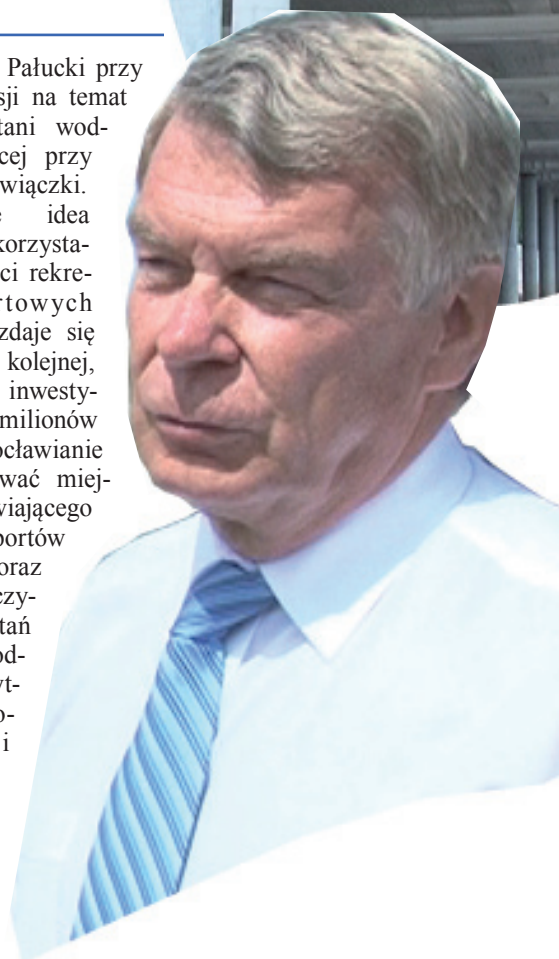 Pałucki przy
sji na temat
tani wod-
cej przy
wiączki.
e idea
korzysta-
ci rekre-
rtowych
zdaje się
kolejnej,
inwesty-
milionów
ocławianie
wać miej-
wiającego
portów
oraz
czy-
tań
od-
yt-
o-
i